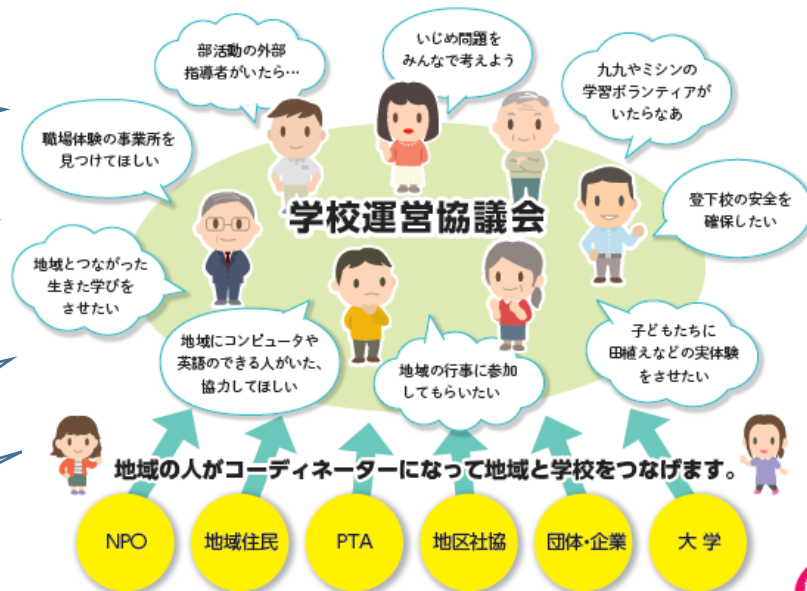 部活動の外部
指導者がいたら…
いじめ問題を
みんなで考えよう
九九やミシンの
学習ボランティアが
いたらなあ
職場体験の事業所を
見つけてほしい
登下校の安全を
確保したい
学校運営協議会
地域とつながった
生きた学びを
させたい
地域にコンピュータや
英語のできる人がいた、
協力してほしい
地域の行事に参加
してもらいたい
子どもたちに
田植えなどの実体験
をさせたい
地域の人がコーディネーターになって地域と学校をつなげます。
NPO
地域住民
PTA
地区社協
団体・企業
大学